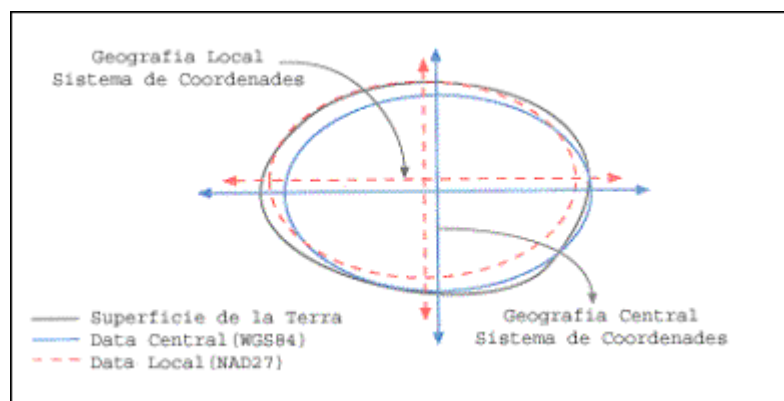 Geografia Local
Sistema de Coordenades
Superficie de la Terra
Data Central(WGS84)
Data Local(NAD27)
Geografia Central
Sistema de Coordenades